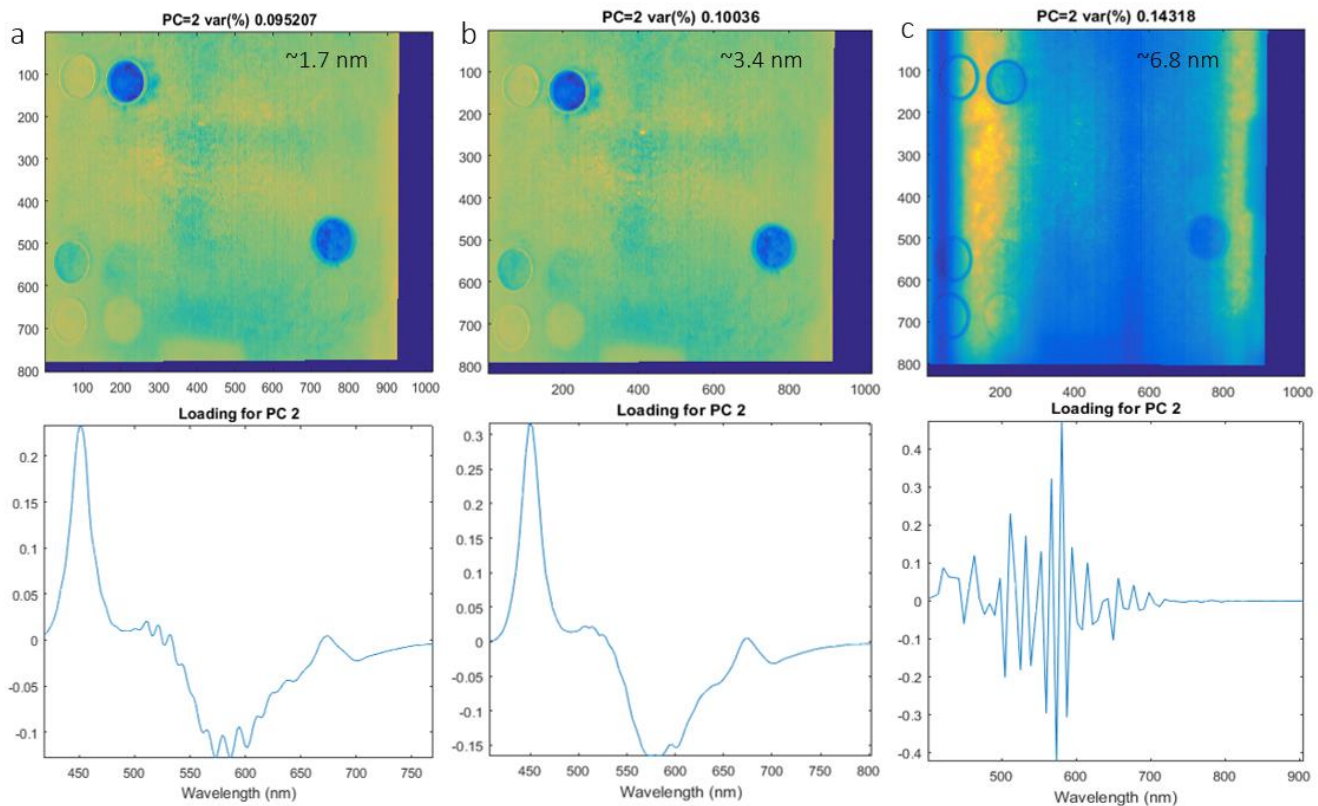 a
PC=2 var(%) 0.095207
~1.7 nm
100
200
300
400
500
600
700
800
100 200 300 400 500 600 700 800 900 1000
b
PC=2 var(%) 0.10036
~3.4 nm
100
200
300
400
500
600
700
800
200 400 600 800 1000
c
PC=2 var(%) 0.14318
~6.8 nm
100
200
300
400
500
600
700
800
200 400 600 800 1000
Loading for PC 2
0.2
0.15
0.1
0.05
0
-0.05
-0.1
450 500 550 600 650 700 750
Wavelength (nm)
Loading for PC 2
0.3
0.25
0.2
0.15
0.1
0.05
0
-0.05
-0.1
-0.15
450 500 550 600 650 700 750 800
Wavelength (nm)
Loading for PC 2
0.4
0.3
0.2
0.1
0
-0.1
-0.2
-0.3
-0.4
500 600 700 800 900
Wavelength (nm)